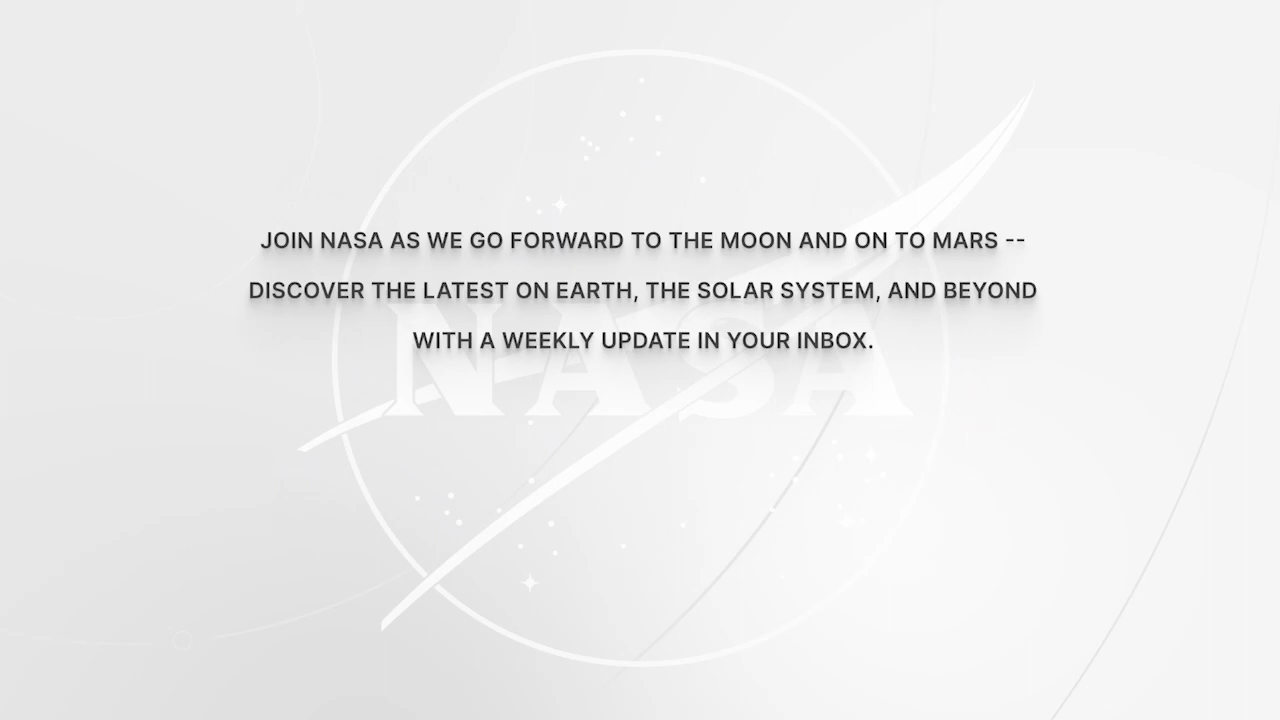 JOIN NASA AS WE GO FORWARD TO THE MOON AND ON TO MARS --
DISCOVER THE LATEST ON EARTH, THE SOLAR SYSTEM, AND BEYOND
WITH A WEEKLY UPDATE IN YOUR INBOX.
NASA